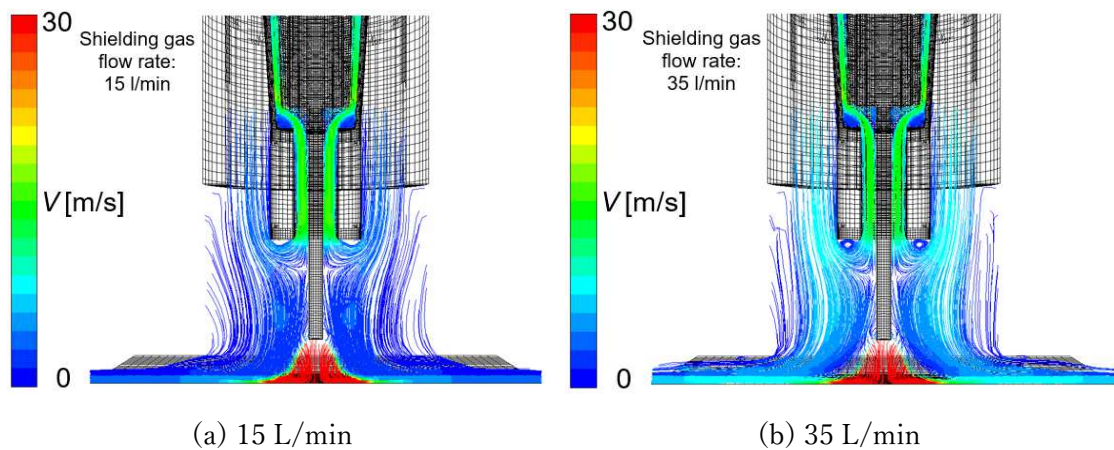 30
Shielding gas
flow rate:
15 l/min
V [m/s]
0
(a) 15 L/min
30
Shielding gas
flow rate:
35 l/min
V [m/s]
0
(b) 35 L/min